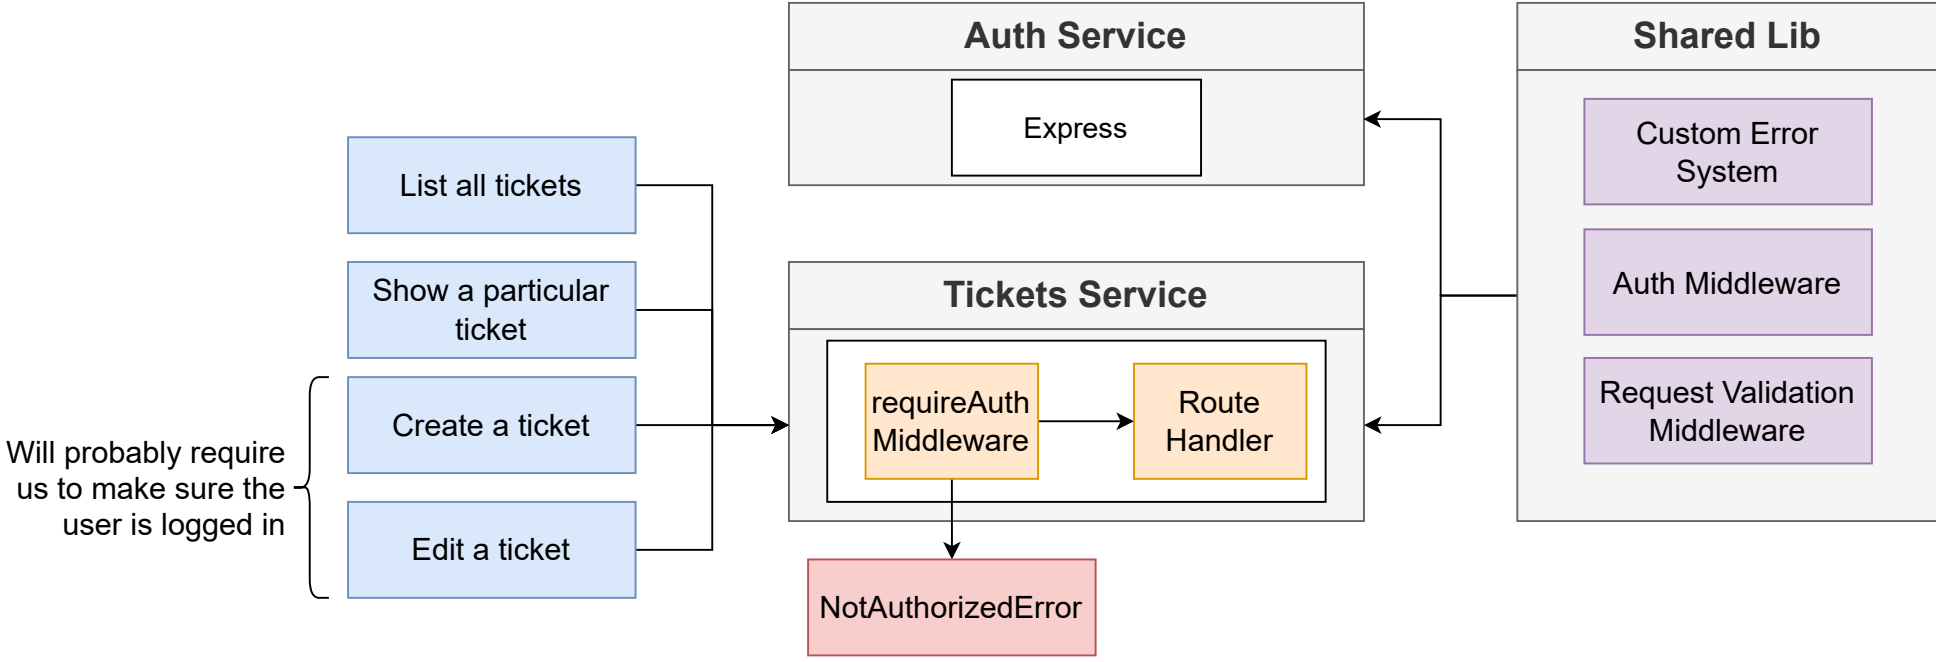 Auth Service
Express
Shared Lib
Custom Error
System
Auth Middleware
Request Validation
Middleware
List all tickets
Show a particular
ticket
Create a ticket
Edit a ticket
Will probably require
us to make sure the
user is logged in
Tickets Service
requireAuth
Middleware
Route
Handler
NotAuthorizedError